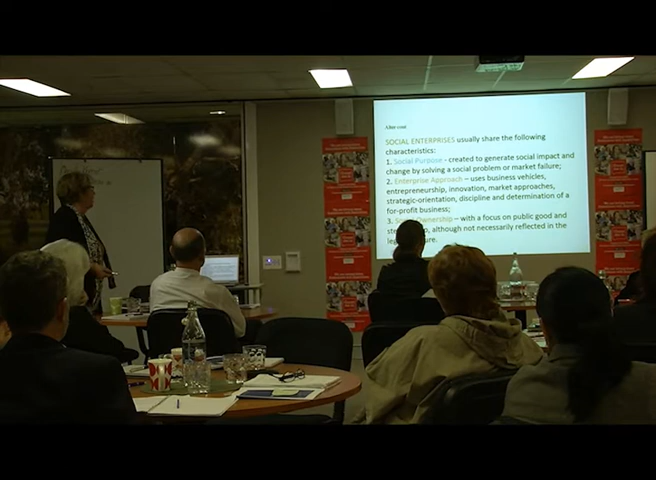 SOCIAL ENTERPRISES usually share the following
characteristics:
1. Social Purpose - created to generate social impact and
change by solving a social problem or market failure;
2. Enterprise Approach – uses business vehicles,
entrepreneurship, innovation, market approaches,
strategic-orientation, discipline and determination of a
for-profit business;
3. Social Ownership – with a focus on public good and
although not necessarily reflected in the